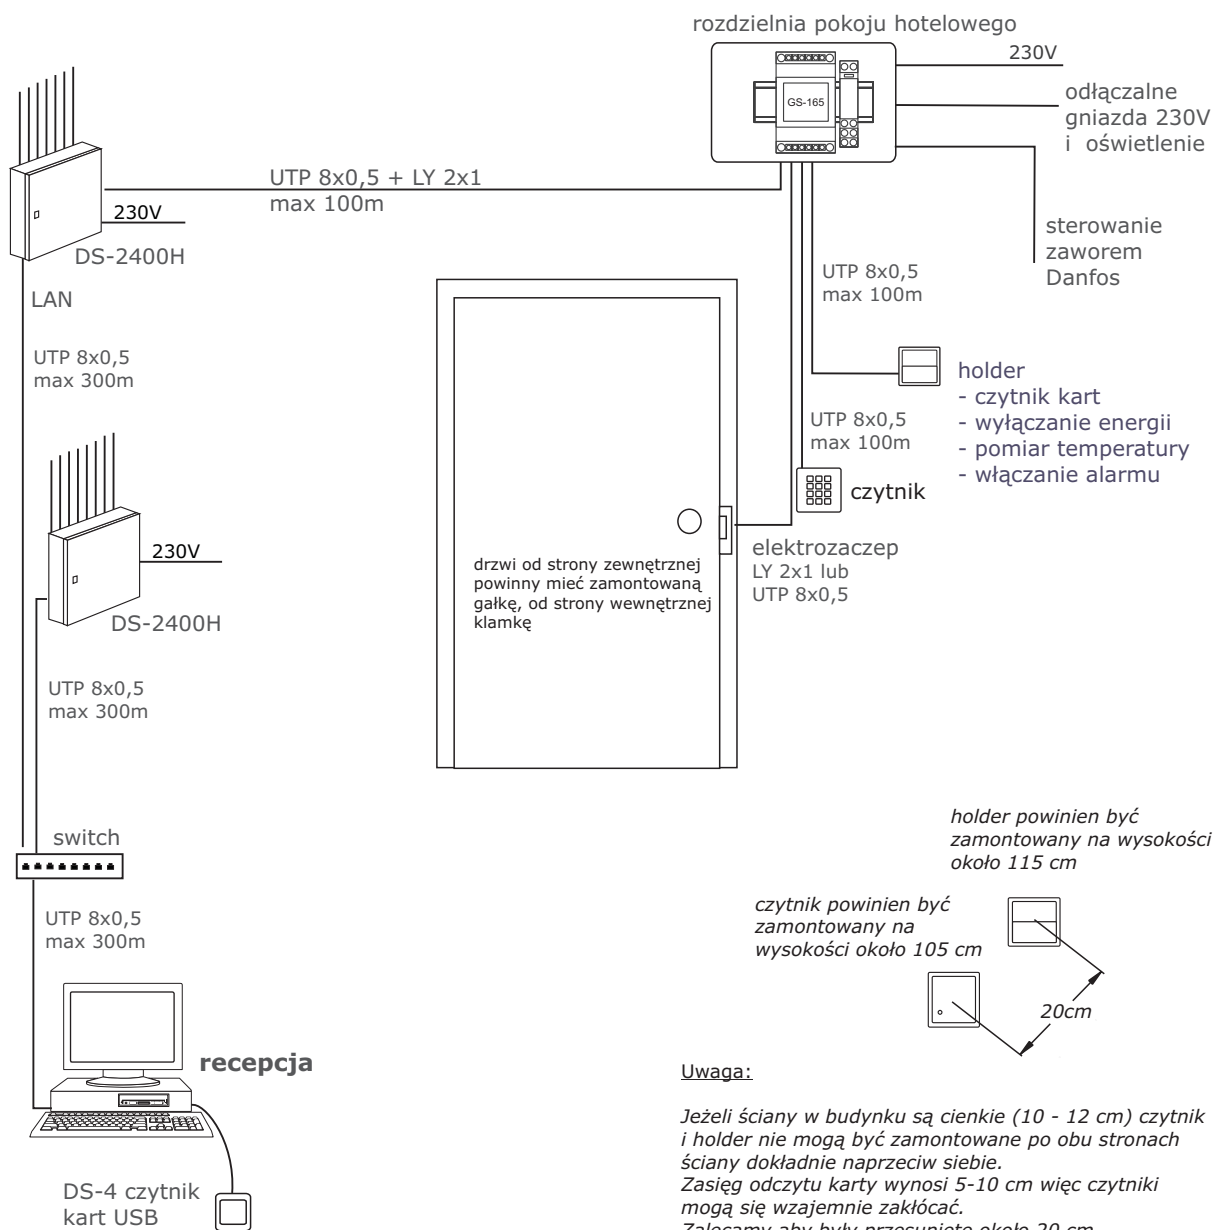 rozdzielnia pokoju hotelowego
230V
GS-165
odłączalne
gniazda 230V
i oświetlenie
UTP 8x0,5 + LY 2x1
max 100m
230V
DS-2400H
sterowanie
zaworem
Danfos
UTP 8x0,5
max 100m
LAN
UTP 8x0,5
max 300m
holder
- czytnik kart
- wyłączanie energii
- pomiar temperatury
- włączanie alarmu
UTP 8x0,5
max 100m
czytnik
230V
DS-2400H
elektrozaczep
LY 2x1 lub
UTP 8x0,5
drzwi od strony zewnętrznej
powinny mieć zamontowaną
gałkę, od strony wewnętrznej
klamkę
UTP 8x0,5
max 300m
switch
holder powinien być
zamontowany na wysokości
około 115 cm
czytnik powinien być
zamontowany na
wysokości około 105 cm
20cm
UTP 8x0,5
max 300m
recepcja
DS-4 czytnik
kart USB
Uwaga:
Jeżeli ściany w budynku są cienkie (10 - 12 cm) czytnik
i holder nie mogą być zamontowane po obu stronach
ściany dokładnie naprzeciw siebie.
Zasięg odczytu karty wynosi 5-10 cm więc czytniki
mogą się wzajemnie zakłócać.
Zalecamy aby były przesunięte około 20 cm